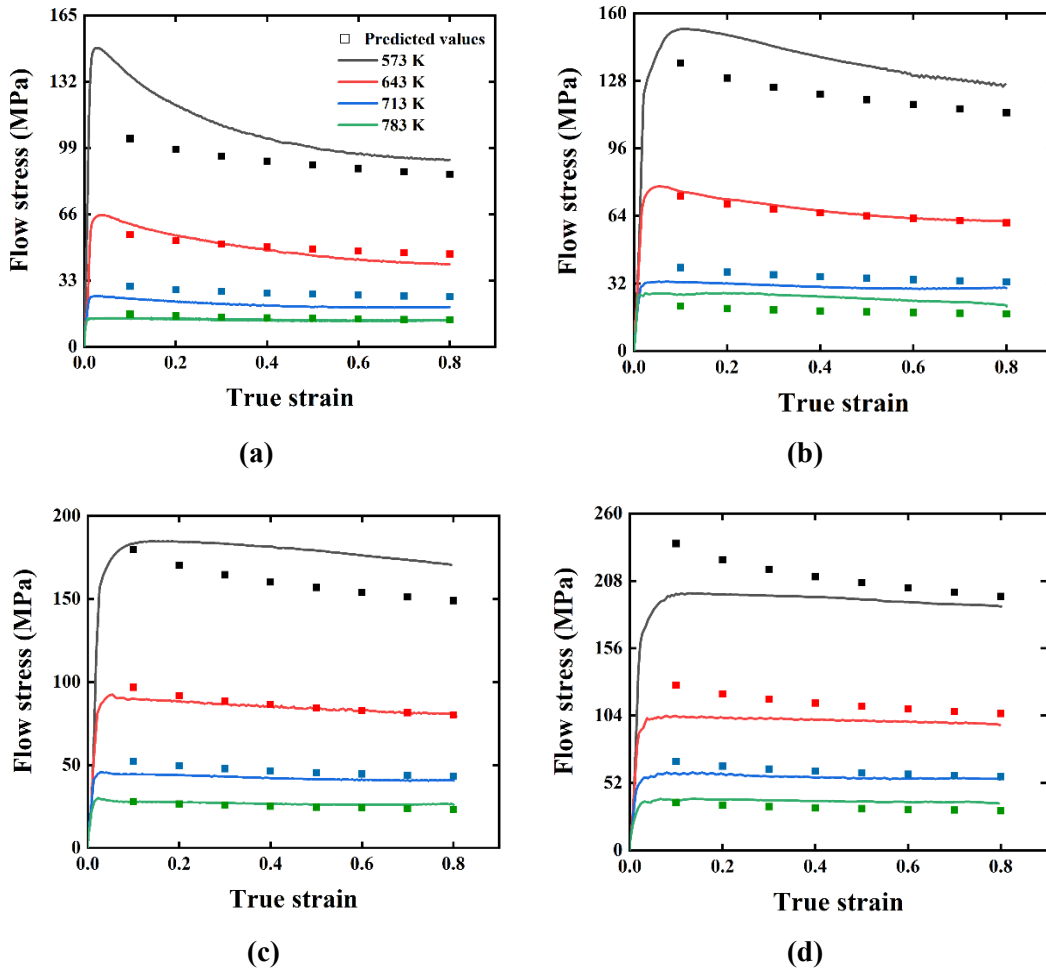 165
132
99
66
33
0
Flow stress (MPa)
Predicted values
573 K
643 K
713 K
783 K
0.0 0.2 0.4 0.6 0.8
True strain
(a)
160
128
96
64
32
0
Flow stress (MPa)
0.0 0.2 0.4 0.6 0.8
True strain
(b)
200
150
100
50
0
Flow stress (MPa)
0.0 0.2 0.4 0.6 0.8
True strain
(c)
260
208
156
104
52
0
Flow stress (MPa)
0.0 0.2 0.4 0.6 0.8
True strain
(d)